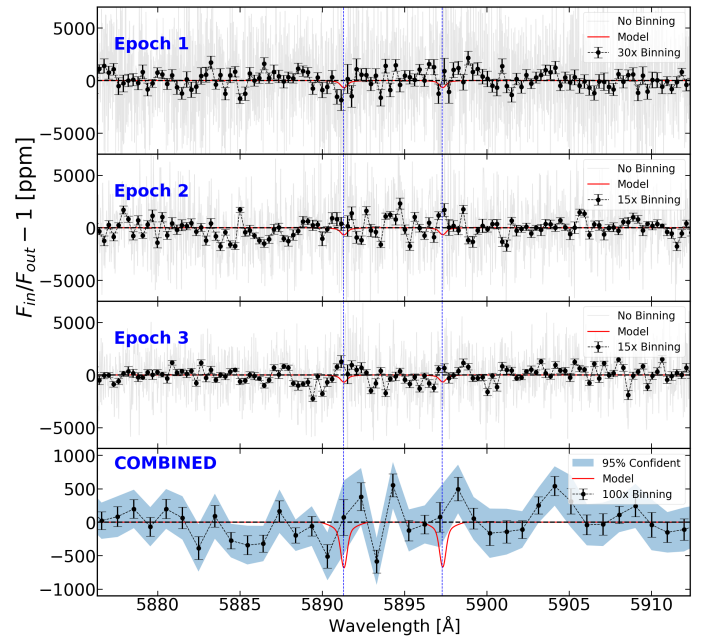 Epoch 1
No Binning
Model
30x Binning
5000
0
−5000
Epoch 2
No Binning
Model
15x Binning
5000
0
−5000
Epoch 3
No Binning
Model
15x Binning
5000
0
−5000
COMBINED
95% Confident
Model
100x Binning
1000
500
0
−500
−1000
F_in/F_out − 1 [ppm]
5880 5885 5890 5895 5900 5905 5910
Wavelength [Å]